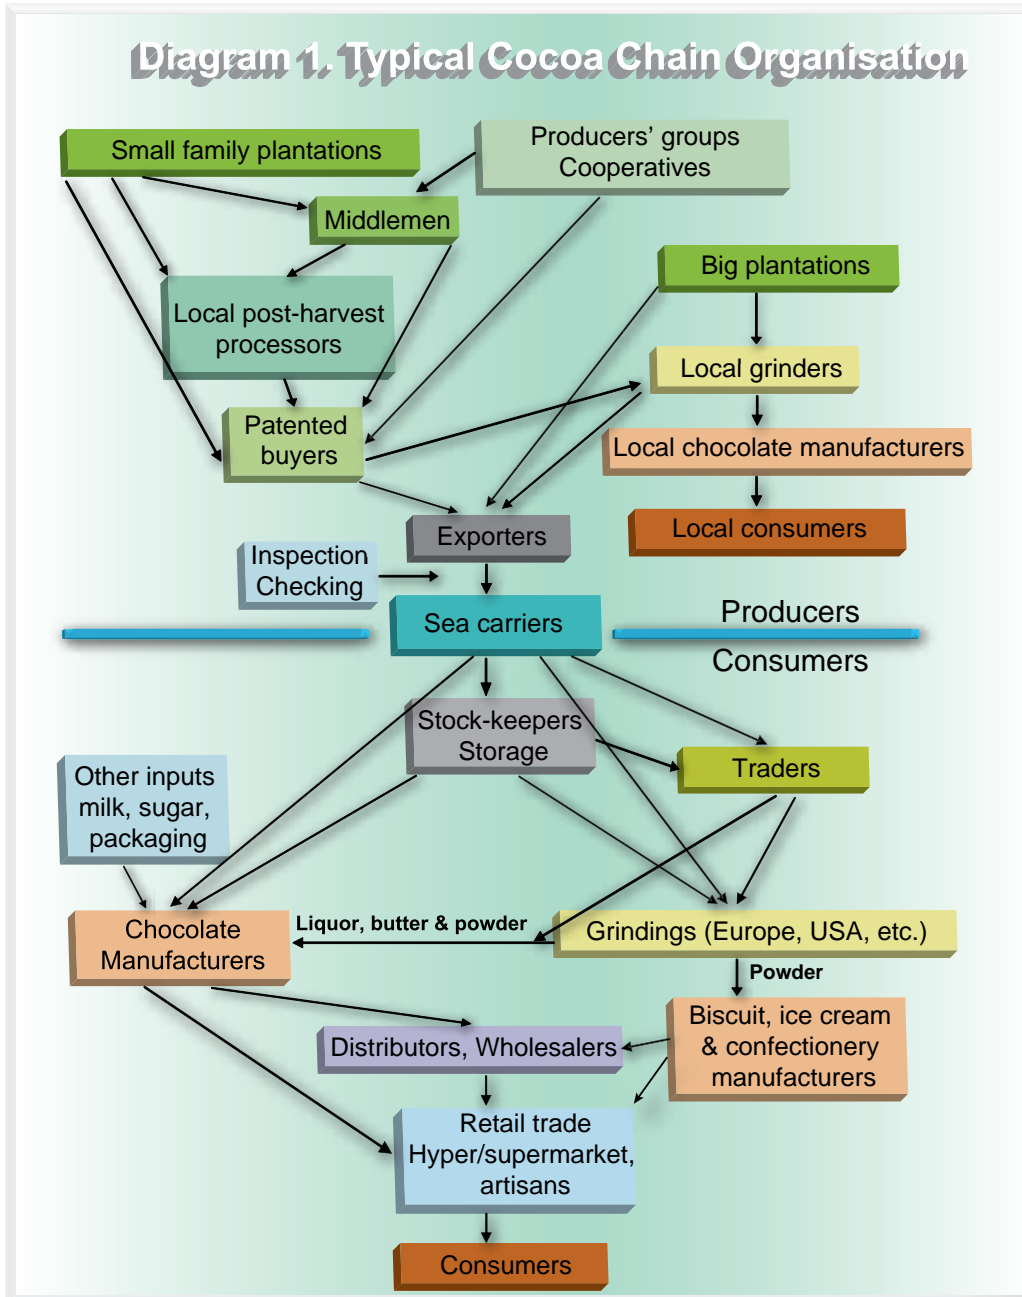 Diagram 1. Typical Cocoa Chain Organisation
Small family plantations
Producers’ groups
Cooperatives
Middlemen
Big plantations
Local post-harvest
processors
Local grinders
Patented
buyers
Local chocolate manufacturers
Exporters
Local consumers
Inspection
Checking
Sea carriers
Producers
Consumers
Stock-keepers
Storage
Traders
Other inputs
milk, sugar,
packaging
Chocolate
Manufacturers
Liquor, butter & powder
Grindings (Europe, USA, etc.)
Powder
Biscuit, ice cream
& confectionery
manufacturers
Distributors, Wholesalers
Retail trade
Hyper/supermarket,
artisans
Consumers